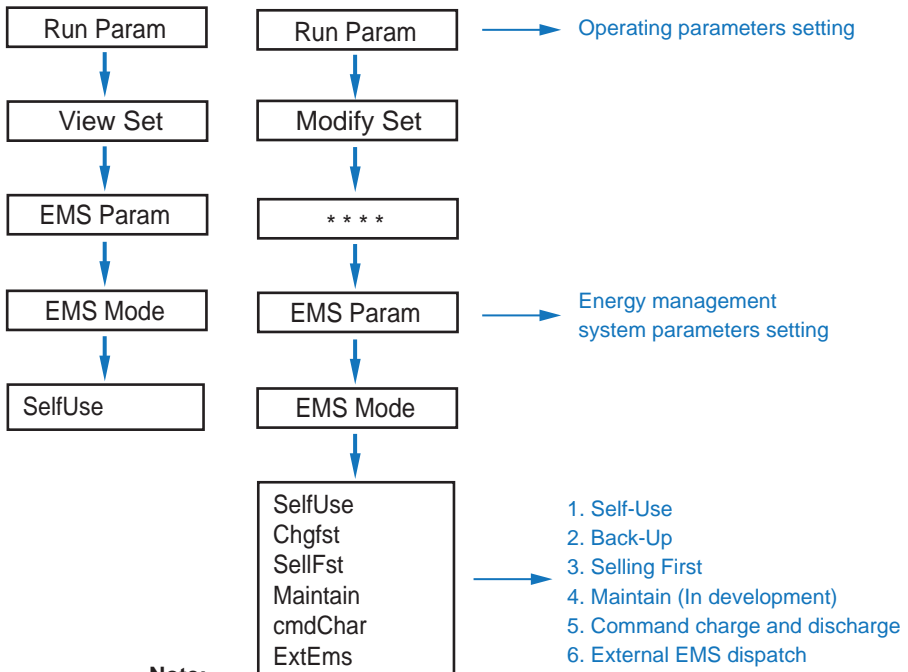 Run Param
View Set
EMS Param
EMS Mode
SelfUse
Run Param
Operating parameters setting
Modify Set
* * * *
EMS Param
Energy management
system parameters setting
EMS Mode
SelfUse
Chgfst
SellFst
Maintain
cmdChar
ExtEms
1. Self-Use
2. Back-Up
3. Selling First
4. Maintain (In development)
5. Command charge and discharge
6. External EMS dispatch
Note: